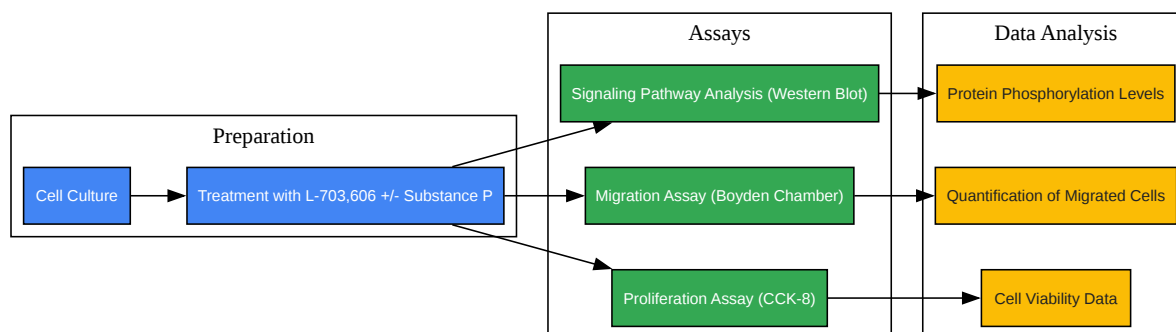 Preparation
Cell Culture
Treatment with L-703,606 +/- Substance P
Assays
Signaling Pathway Analysis (Western Blot)
Migration Assay (Boyden Chamber)
Proliferation Assay (CCK-8)
Data Analysis
Protein Phosphorylation Levels
Quantification of Migrated Cells
Cell Viability Data